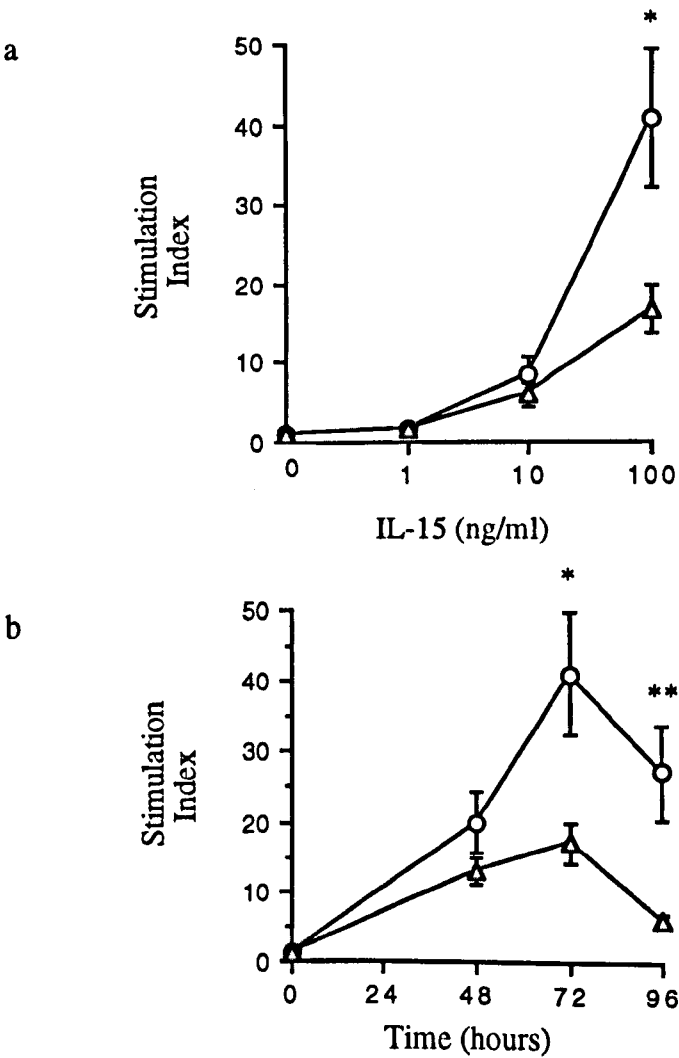 a
*
50
40
30
20
10
0
Stimulation
Index
0 1 10 100
IL-15 (ng/ml)
b
*
**
50
40
30
20
10
0
Stimulation
Index
0 24 48 72 96
Time (hours)